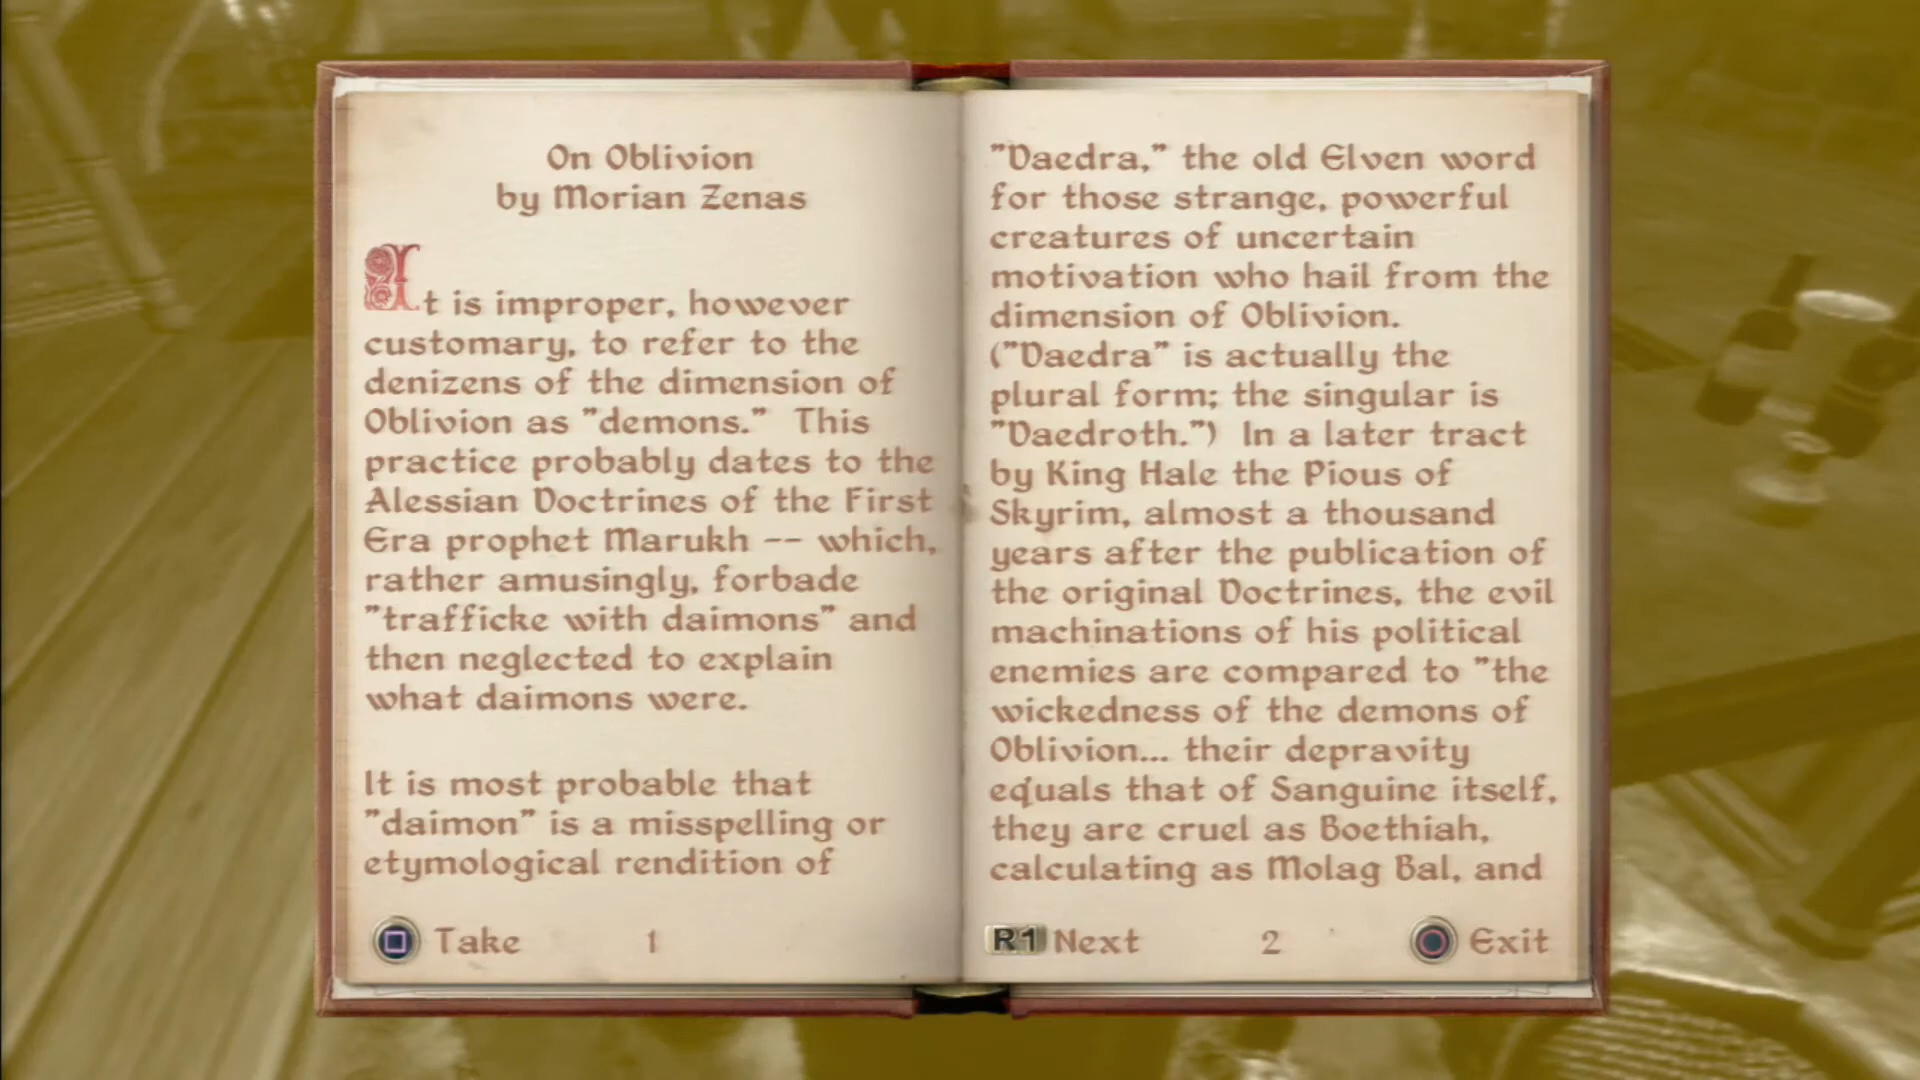 On Oblivion
by Morian Zenas
It is improper, however
customary, to refer to the
denizens of the dimension of
Oblivion as "demons." This
practice probably dates to the
Alessian Doctrines of the First
Era prophet Marukh -- which,
rather amusingly, forbade
"trafficke with daimons" and
then neglected to explain
what daimons were.
It is most probable that
"daimon" is a misspelling or
etymological rendition of
Take 1
"Daedra," the old Elven word
for those strange, powerful
creatures of uncertain
motivation who hail from the
dimension of Oblivion.
("Daedra" is actually the
plural form; the singular is
"Daedroth.") In a later tract
by King Hale the Pious of
Skyrim, almost a thousand
years after the publication of
the original Doctrines, the evil
machinations of his political
enemies are compared to "the
wickedness of the demons of
Oblivion... their depravity
equals that of Sanguine itself,
they are cruel as Boethiah,
calculating as Molag Bal, and
R1 Next 2 Exit